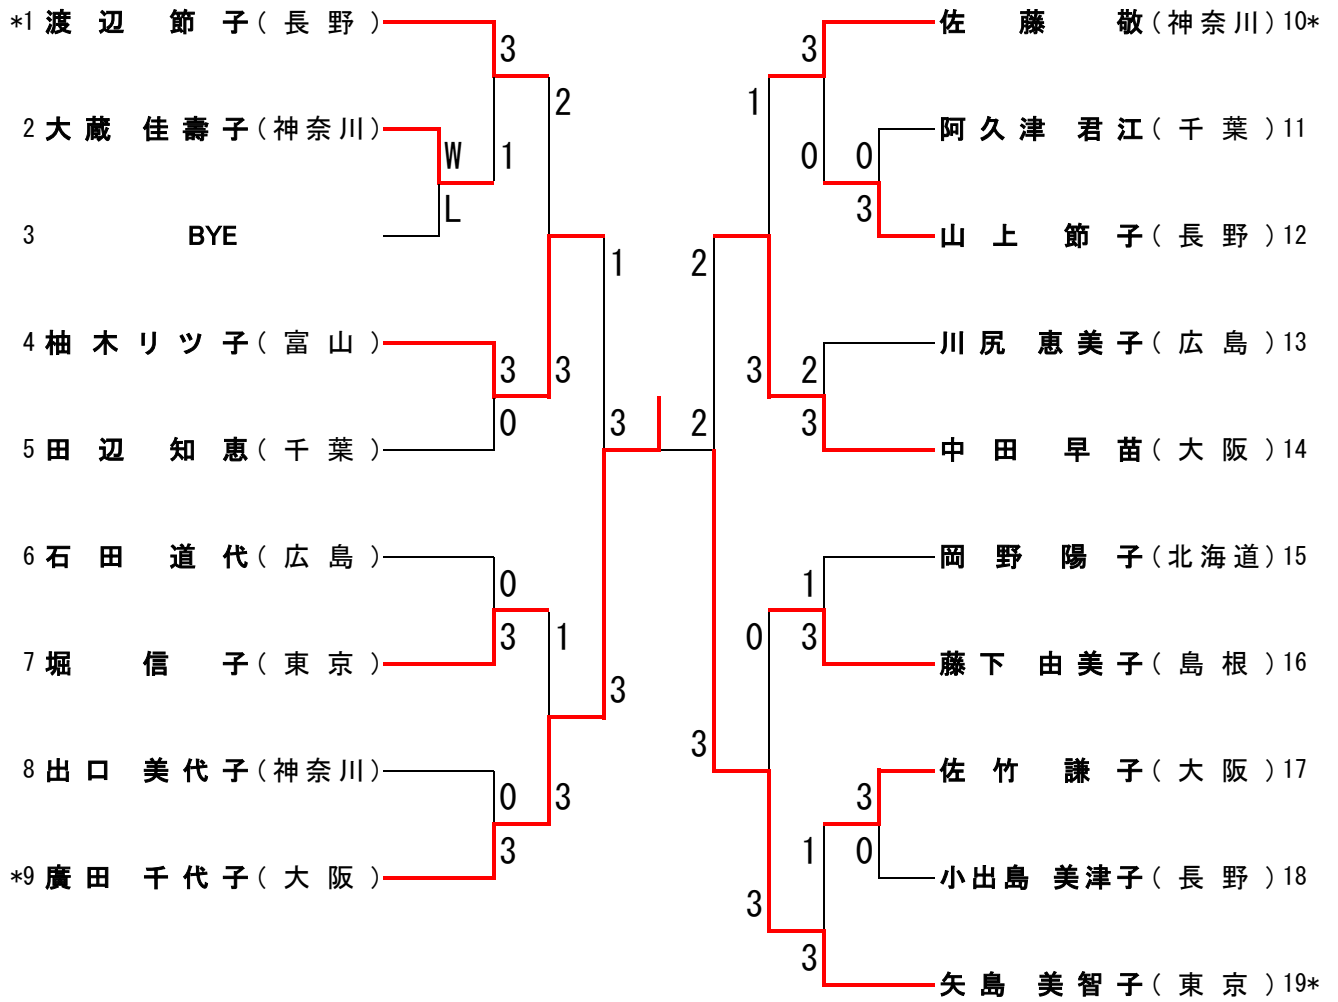 *1 渡辺 節子(長野)
3
2
2 大蔵 佳壽子(神奈川)
W 1
L
3 BYE
1
4 柚木リツ子(富山)
3 3
0
3
5 田辺 知恵(千葉)
6 石田 道代(広島)
0
3 1
7 堀 信子(東京)
3
8 出口 美代子(神奈川)
0 3
3
*9 廣田 千代子(大阪)
佐藤 敬(神奈川)10*
3
1
阿久津 君江(千葉)11
0 0
3
山上 節子(長野)12
2
川尻 恵美子(広島)13
3 2
3
2
中田 早苗(大阪)14
岡野 陽子(北海道)15
1
0 3
藤下 由美子(島根)16
3
佐竹 謙子(大阪)17
3
1 0
小出島 美津子(長野)18
3
3
矢島 美智子(東京)19*